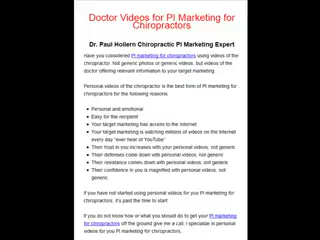 Doctor Videos for PI Marketing for
Chiropractors
Dr. Paul Hollern Chiropractic PI Marketing Expert
Have you considered PI marketing for chiropractors using videos of
the chiropractor. Not generic photos or generic videos, but videos of the
doctor offering relevant information to your target marketing.
Personal videos of the chiropractor is the best form of PI marketing for
chiropractors for the following reasons.
Personal and emotional
Easy for the recipient
Your target marketing has access to the internet
Your target marketing is watching millions of videos on the Internet
every day "ever hear of YouTube"
Their trust in you increases with your personal videos, not generic
Their defenses come down with personal videos, not generic
Their resistance comes down with personal videos, not generic
Their confidence in you is magnified with personal videos, not
generic.
If you have not started using personal videos for you PI marketing for
chiropractors, it's past the time to start
If you do not know how or what you should do to get your PI marketing
for chiropractors off the ground give me a call. I specialize in personal
videos for you PI marketing for chiropractors.